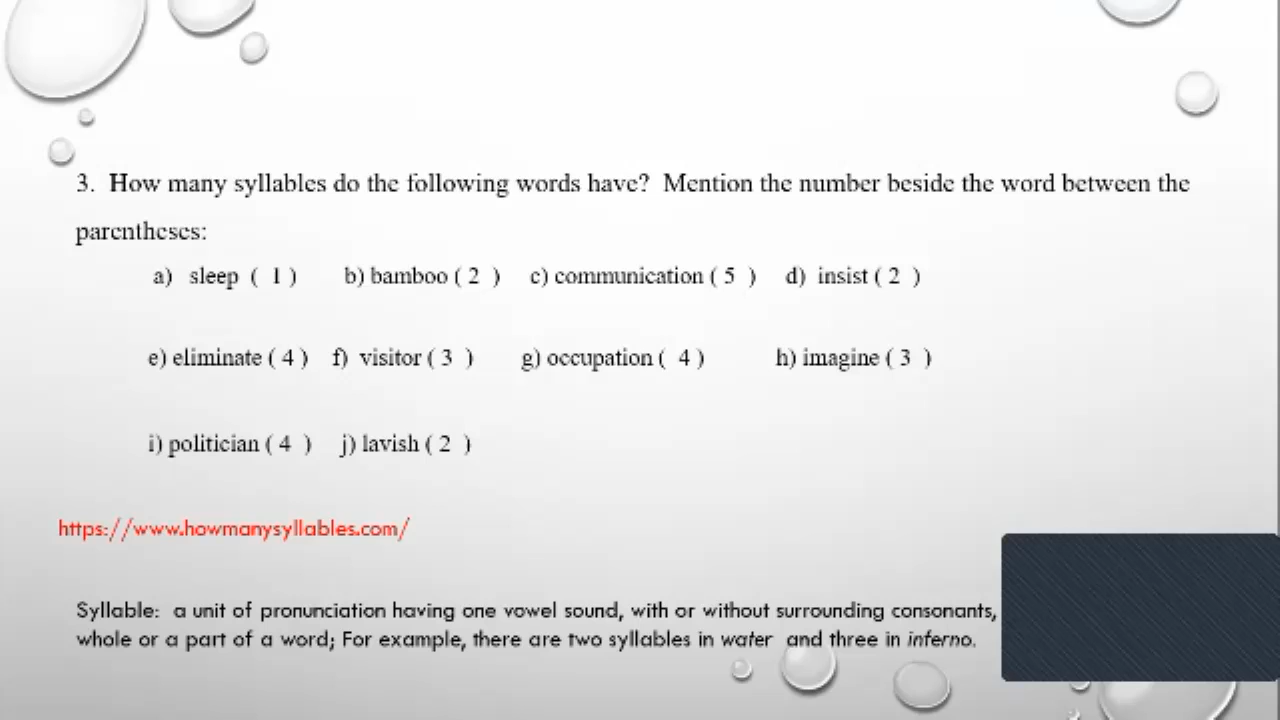 3.  How many syllables do the following words have?  Mention the number beside the word between the
parentheses:
a)  sleep  (  1 )  b) bamboo ( 2  )  c) communication ( 5  )  d)  insist ( 2  )
e) eliminate ( 4 )  f)  visitor ( 3  )  g) occupation (  4 )  h) imagine ( 3  )
i) politician ( 4  )  j) lavish ( 2  )
https://www.howmanysyllables.com/
Syllable:  a unit of pronunciation having one vowel sound, with or without surrounding consonants,
whole or a part of a word; For example, there are two syllables in water  and three in inferno.